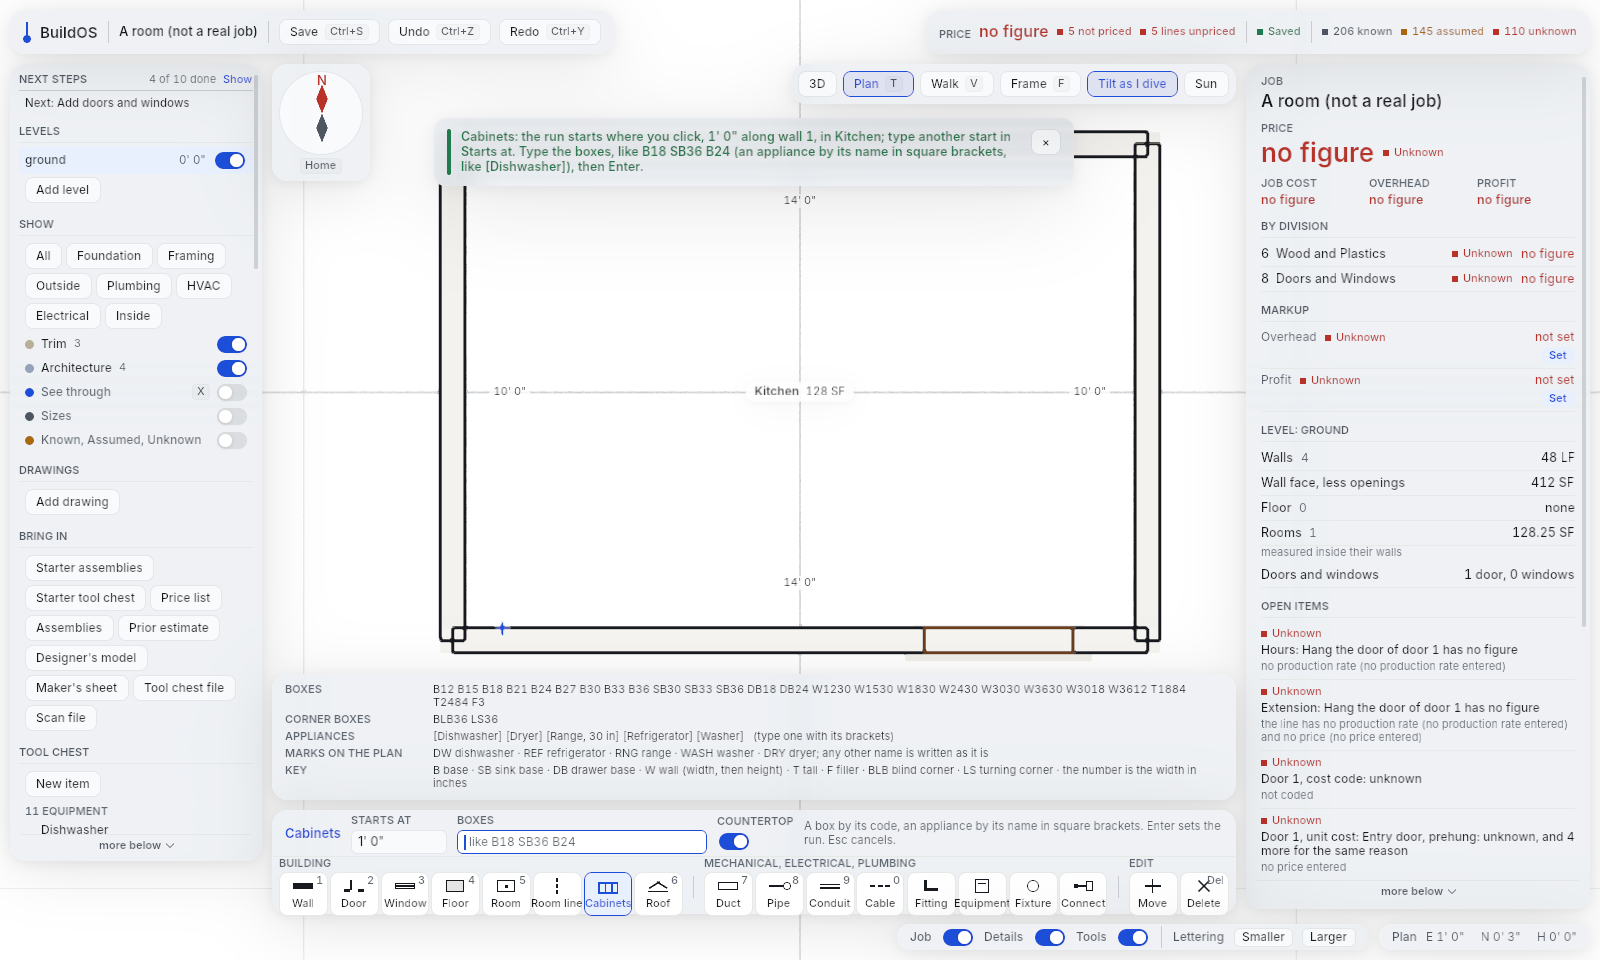 BuildOS
A room (not a real job)
Save Ctrl+S
Undo Ctrl+Z
Redo Ctrl+Y
PRICE no figure 5 not priced 5 lines unpriced Saved 206 known 145 assumed 110 unknown
NEXT STEPS 4 of 10 done Show
Next: Add doors and windows
LEVELS
ground 0' 0"
Add level
SHOW
All Foundation Framing
Outside Plumbing HVAC
Electrical Inside
Trim 3
Architecture 4
See through X
Sizes
Known, Assumed, Unknown
DRAWINGS
Add drawing
BRING IN
Starter assemblies
Starter tool chest Price list
Assemblies Prior estimate
Designer's model
Maker's sheet Tool chest file
Scan file
TOOL CHEST
New item
11 EQUIPMENT
Dishwasher
more below
N
Home
3D Plan T Walk V Frame F Tilt as I dive Sun
Cabinets: the run starts where you click, 1' 0" along wall 1, in Kitchen; type another start in
Starts at. Type the boxes, like B18 SB36 B24 (an appliance by its name in square brackets,
like [Dishwasher]), then Enter.
×
14' 0"
10' 0"
Kitchen 128 SF
10' 0"
14' 0"
BOXES B12 B15 B18 B21 B24 B27 B30 B33 B36 SB30 SB33 SB36 DB18 DB24 W1230 W1530 W1830 W2430 W3030 W3630 W3018 W3612 T1884
T2484 F3
CORNER BOXES BLB36 LS36
APPLIANCES [Dishwasher] [Dryer] [Range, 30 in] [Refrigerator] [Washer] (type one with its brackets)
MARKS ON THE PLAN DW dishwasher · REF refrigerator · RNG range · WASH washer · DRY dryer; any other name is written as it is
KEY B base · SB sink base · DB drawer base · W wall (width, then height) · T tall · F filler · BLB blind corner · LS turning corner · the number is the width in
inches
Cabinets
STARTS AT
1' 0"
BOXES
like B18 SB36 B24
COUNTERTOP
A box by its code, an appliance by its name in square brackets. Enter sets the
run. Esc cancels.
BUILDING
Wall 1
Door 2
Window 3
Floor 4
Room 5
Room line
Cabinets
Roof 6
MECHANICAL, ELECTRICAL, PLUMBING
Duct 7
Pipe 8
Conduit 9
Cable 0
Fitting
Equipment
Fixture
Connect
EDIT
Move
Delete Del
Job Details Tools Lettering Smaller Larger
Plan E 1' 0" N 0' 3" H 0' 0"
JOB
A room (not a real job)
PRICE
no figure Unknown
JOB COST OVERHEAD PROFIT
no figure no figure no figure
BY DIVISION
6 Wood and Plastics Unknown no figure
8 Doors and Windows Unknown no figure
MARKUP
Overhead Unknown not set
Set
Profit Unknown not set
Set
LEVEL: GROUND
Walls 4 48 LF
Wall face, less openings 412 SF
Floor 0 none
Rooms 1 128.25 SF
measured inside their walls
Doors and windows 1 door, 0 windows
OPEN ITEMS
Unknown
Hours: Hang the door of door 1 has no figure
no production rate (no production rate entered)
Unknown
Extension: Hang the door of door 1 has no figure
the line has no production rate (no production rate entered)
and no price (no price entered)
Unknown
Door 1, cost code: unknown
not coded
Unknown
Door 1, unit cost: Entry door, prehung: unknown, and 4
more for the same reason
no price entered
more below